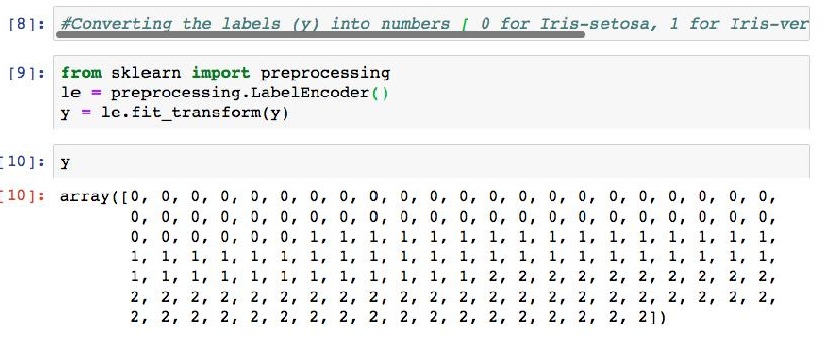 [8]: #Converting the labels (y) into numbers [ 0 for Iris-setosa, 1 for Iris-ver
[9]: from sklearn import preprocessing
le = preprocessing.LabelEncoder()
y = le.fit_transform(y)
[10]: y
[10]: array([0, 0, 0, 0, 0, 0, 0, 0, 0, 0, 0, 0, 0, 0, 0, 0, 0, 0, 0, 0, 0, 0,
0, 0, 0, 0, 0, 0, 0, 0, 0, 0, 0, 0, 0, 0, 0, 0, 0, 0, 0, 0, 0, 0,
0, 0, 0, 0, 0, 0, 1, 1, 1, 1, 1, 1, 1, 1, 1, 1, 1, 1, 1, 1, 1, 1,
1, 1, 1, 1, 1, 1, 1, 1, 1, 1, 1, 1, 1, 1, 1, 1, 1, 1, 1, 1, 1, 1,
1, 1, 1, 1, 1, 1, 1, 1, 1, 1, 1, 1, 2, 2, 2, 2, 2, 2, 2, 2, 2, 2,
2, 2, 2, 2, 2, 2, 2, 2, 2, 2, 2, 2, 2, 2, 2, 2, 2, 2, 2, 2, 2, 2,
2, 2, 2, 2, 2, 2, 2, 2, 2, 2, 2, 2, 2, 2, 2, 2, 2, 2])